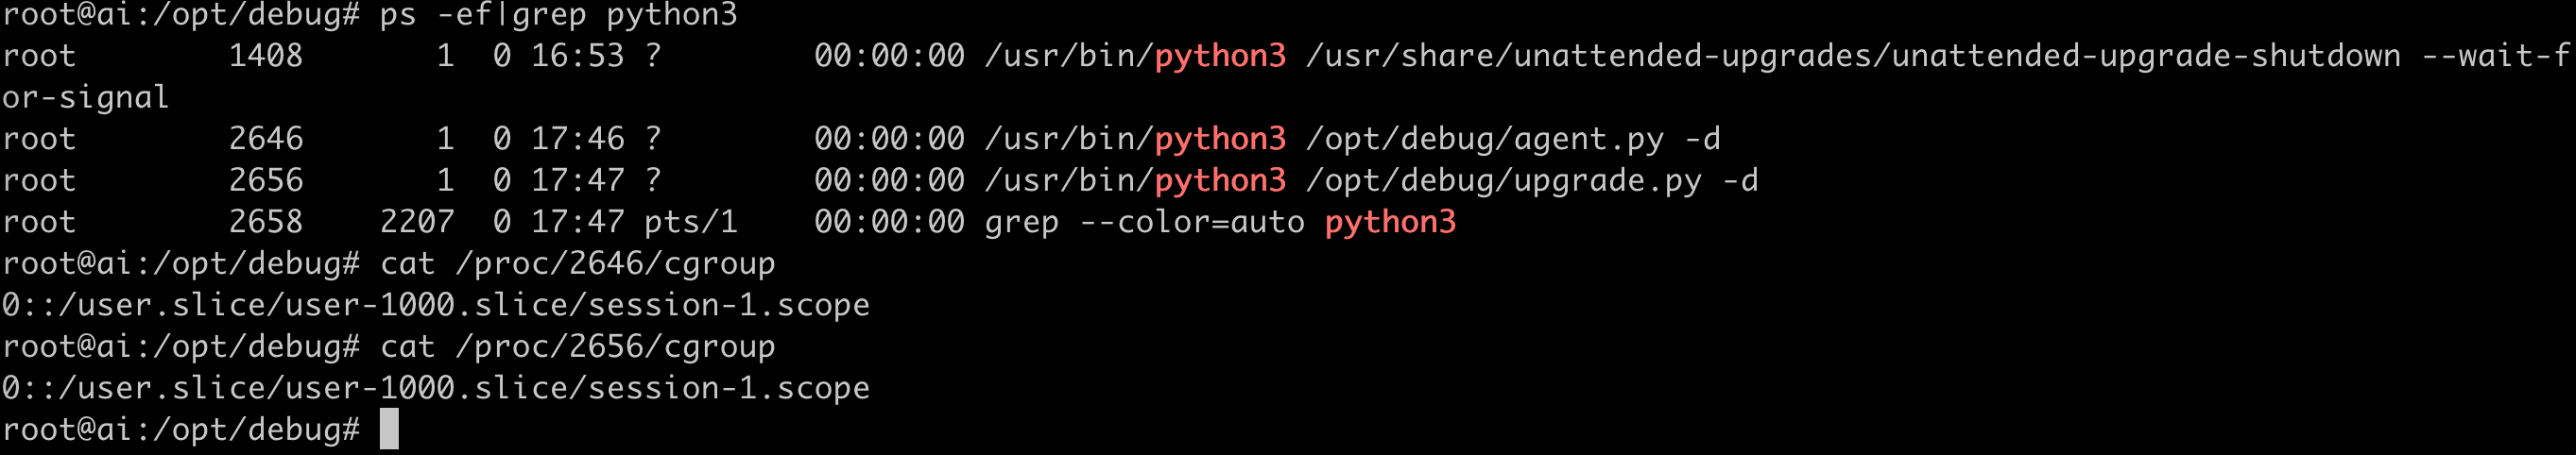 root@ai:/opt/debug# ps -ef|grep python3
root        1408       1  0 16:53 ?        00:00:00 /usr/bin/python3 /usr/share/unattended-upgrades/unattended-upgrade-shutdown --wait-f
or-signal
root        2646       1  0 17:46 ?        00:00:00 /usr/bin/python3 /opt/debug/agent.py -d
root        2656       1  0 17:47 ?        00:00:00 /usr/bin/python3 /opt/debug/upgrade.py -d
root        2658    2207  0 17:47 pts/1    00:00:00 grep --color=auto python3
root@ai:/opt/debug# cat /proc/2646/cgroup
0::/user.slice/user-1000.slice/session-1.scope
root@ai:/opt/debug# cat /proc/2656/cgroup
0::/user.slice/user-1000.slice/session-1.scope
root@ai:/opt/debug#